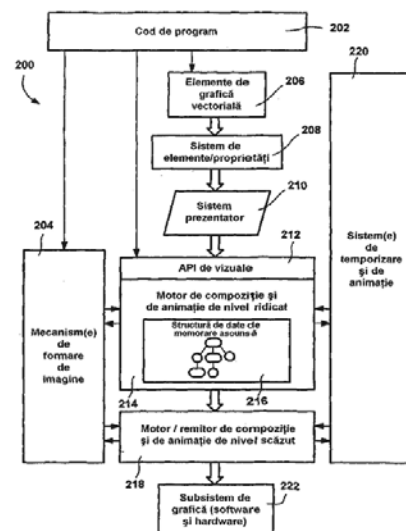 Cod de program
202
200
220
Elemente de
grafică
vectorială
206
Sistem de
elemente/proprietăți
208
Sistem
prezentator
210
204
212
API de vizuale
Sistem(e) de
temporizare
și de
animație
Mecanism(e)
de
formare
de
imagine
Motor de compoziție și
de animație de nivel ridicat
Structură de date de
memorare ascunsă
214
216
Motor / remitor de compoziție
și de animație de nivel scăzut
218
222
Subsistem de
grafică (software
și hardware)